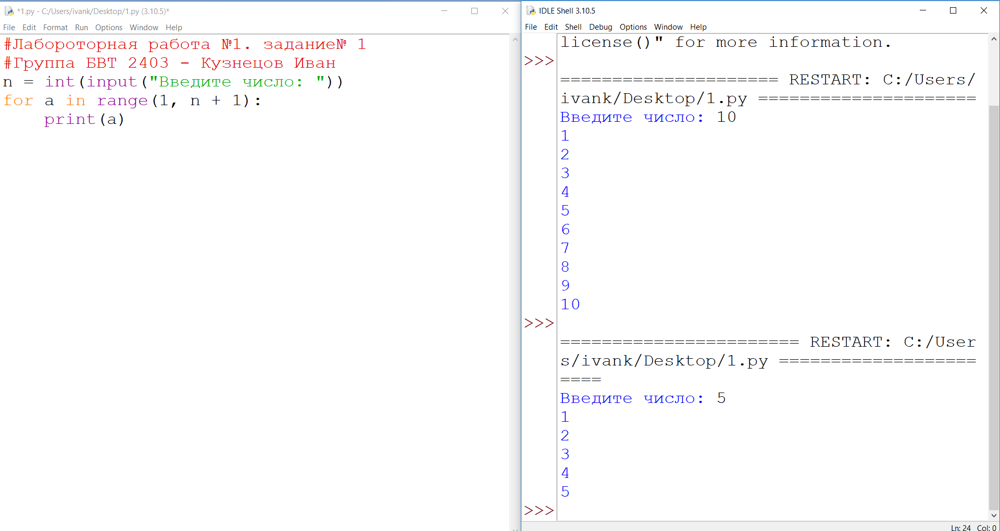 *1.py - C:/Users/ivank/Desktop/1.py (3.10.5)*
File Edit Format Run Options Window Help
#Лабороторная работа №1. задание№ 1
#Группа БВТ 2403 - Кузнецов Иван
n = int(input("Введите число: "))
for a in range(1, n + 1):
    print(a)
IDLE Shell 3.10.5
File Edit Shell Debug Options Window Help
license()" for more information.
>>>
===================== RESTART: C:/Users/
ivank/Desktop/1.py =====================
Введите число: 10
1
2
3
4
5
6
7
8
9
10
>>>
======================= RESTART: C:/User
s/ivank/Desktop/1.py ===================
====
Введите число: 5
1
2
3
4
5
>>>
Ln: 24 Col: 0